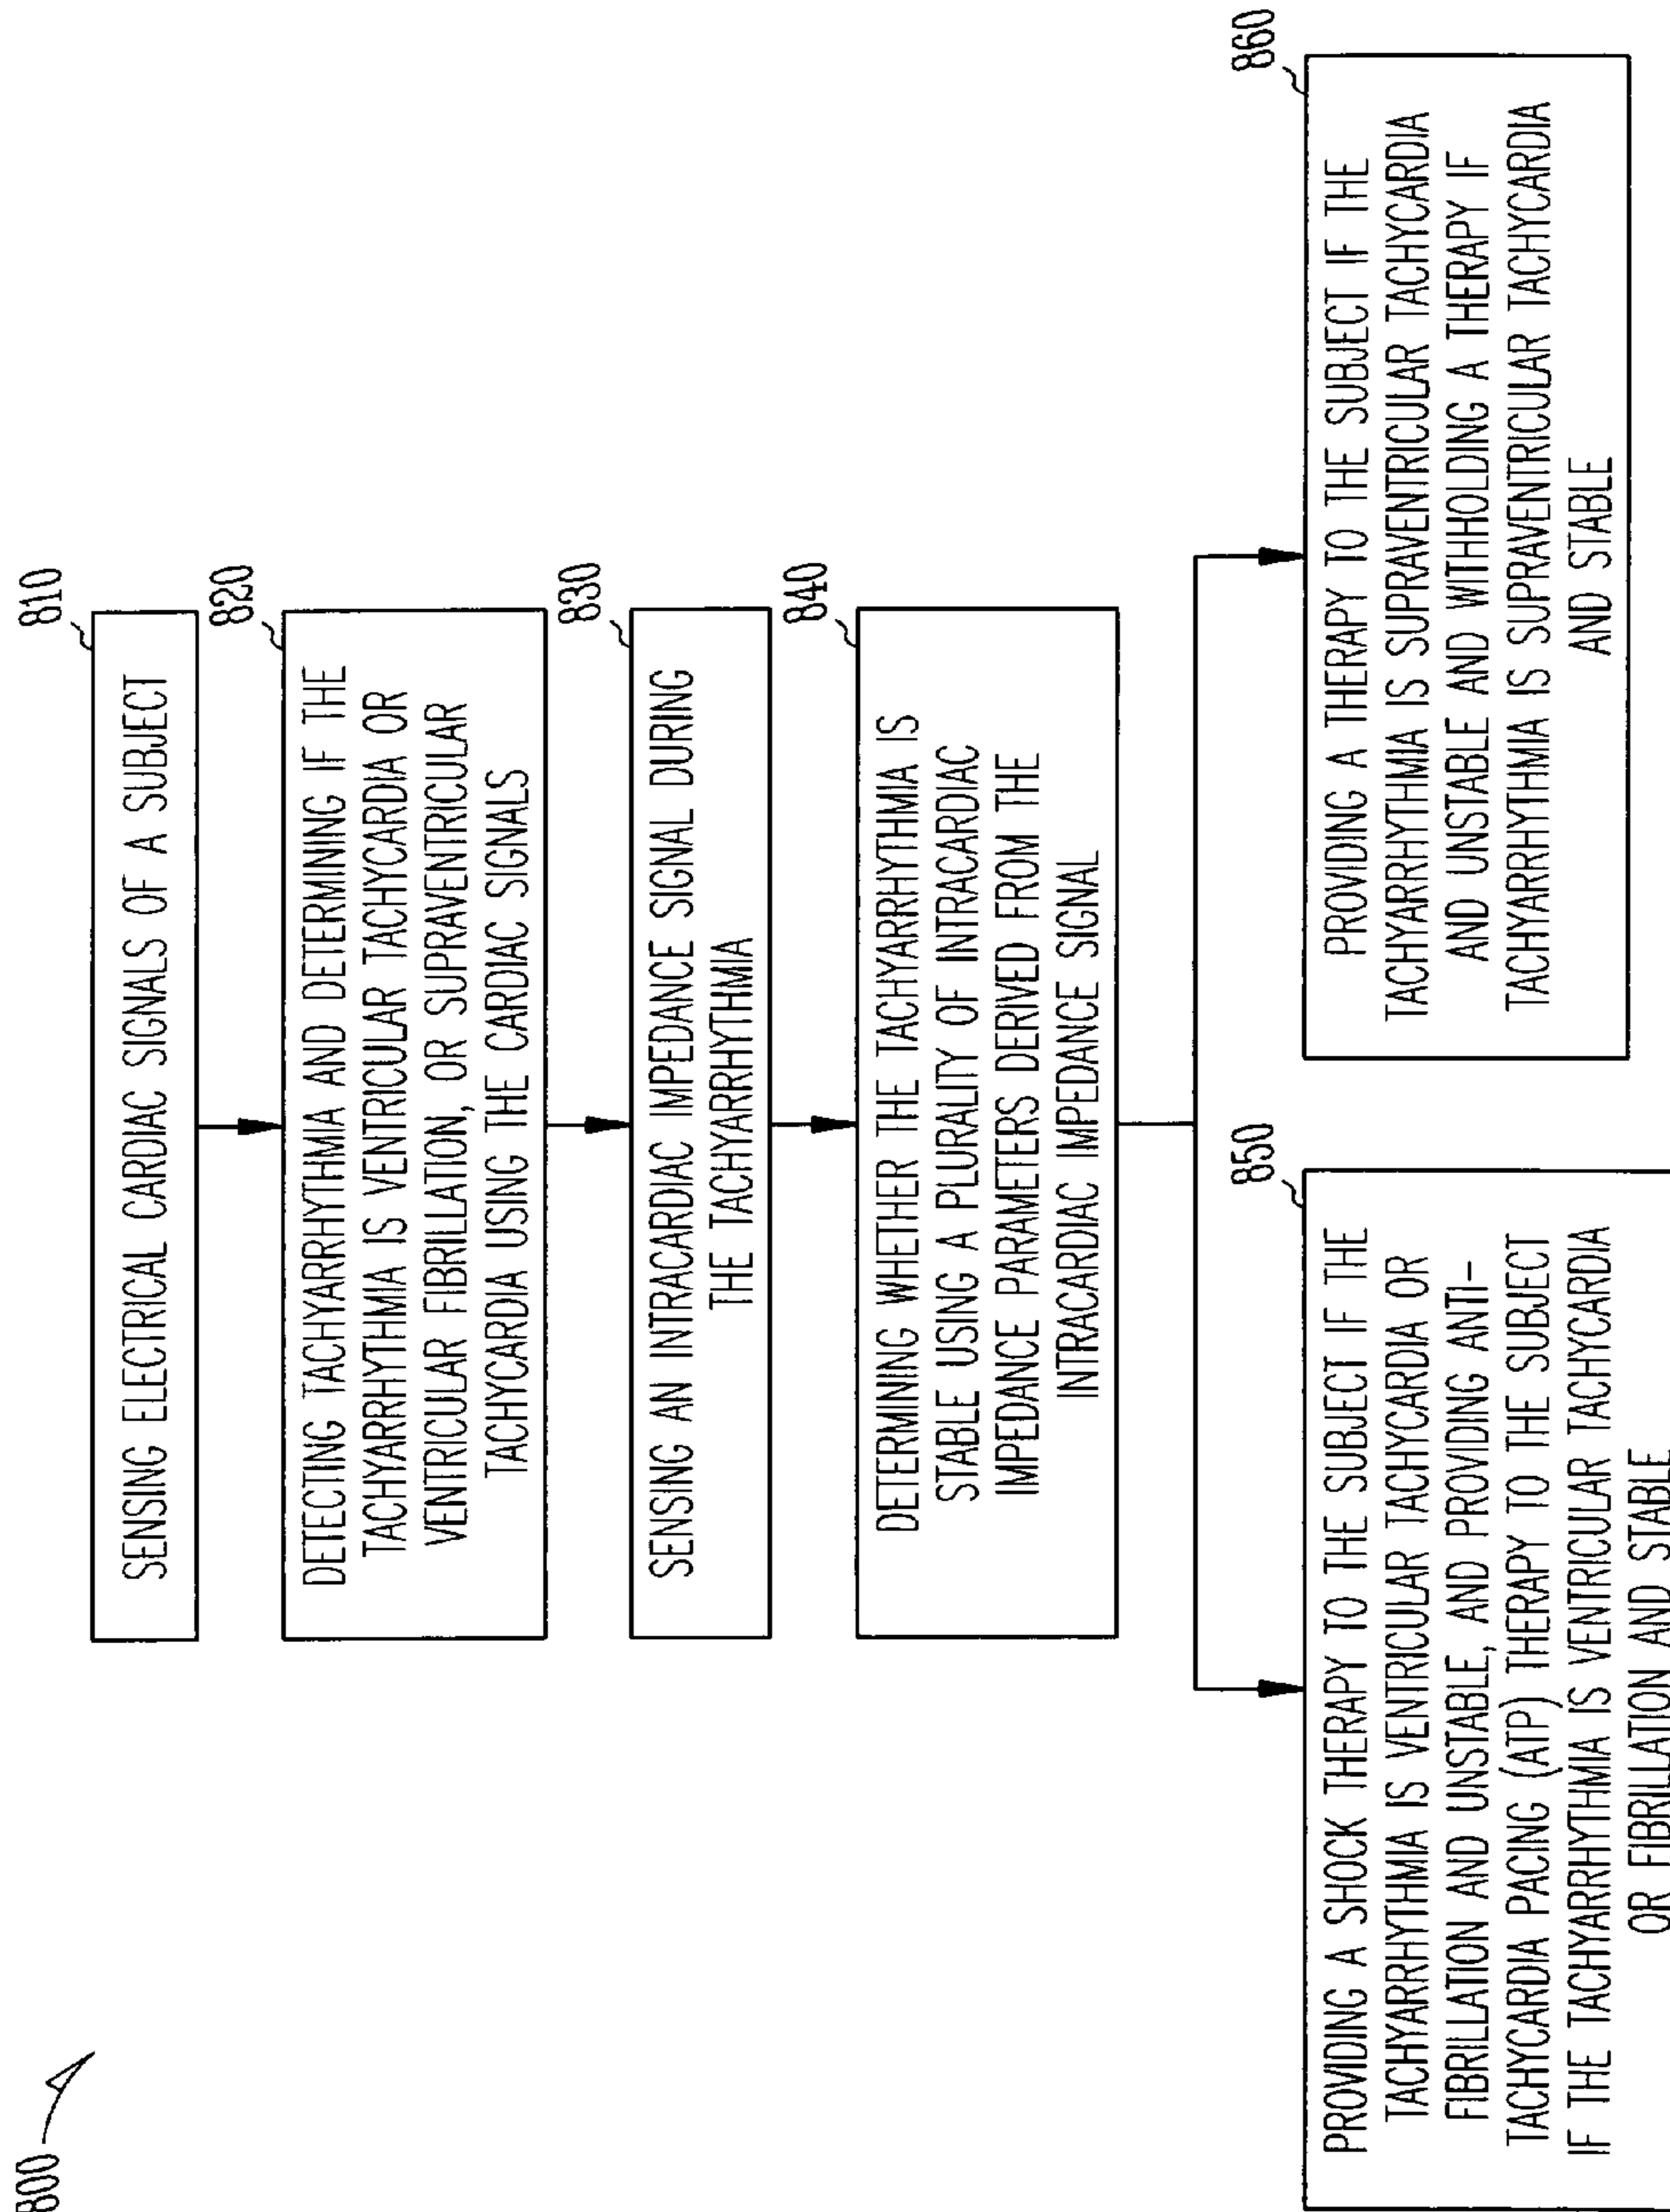 800
810
SENSING ELECTRICAL CARDIAC SIGNALS OF A SUBJECT
820
DETECTING TACHYARRHYTHMIA AND DETERMINING IF THE
TACHYARRHYTHMIA IS VENTRICULAR TACHYCARDIA OR
VENTRICULAR FIBRILLATION, OR SUPRAVENTRICULAR
TACHYCARDIA USING THE CARDIAC SIGNALS
830
SENSING AN INTRACARDIAC IMPEDANCE SIGNAL DURING
THE TACHYARRHYTHMIA
840
DETERMINING WHETHER THE TACHYARRHYTHMIA IS
STABLE USING A PLURALITY OF INTRACARDIAC
IMPEDANCE PARAMETERS DERIVED FROM THE
INTRACARDIAC IMPEDANCE SIGNAL
850
PROVIDING A SHOCK THERAPY TO THE SUBJECT IF THE
TACHYARRHYTHMIA IS VENTRICULAR TACHYCARDIA OR
FIBRILLATION AND UNSTABLE, AND PROVIDING ANTI-
TACHYCARDIA PACING (ATP) THERAPY TO THE SUBJECT
IF THE TACHYARRHYTHMIA IS VENTRICULAR TACHYCARDIA
OR FIBRILLATION AND STABLE
860
PROVIDING A THERAPY TO THE SUBJECT IF THE
TACHYARRHYTHMIA IS SUPRAVENTRICULAR TACHYCARDIA
AND UNSTABLE AND WITHHOLDING A THERAPY IF
TACHYARRHYTHMIA IS SUPRAVENTRICULAR TACHYCARDIA
AND STABLE